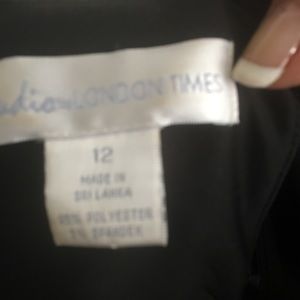 LONDON TIMES
12
MADE IN
SRI LANKA
95% POLYESTER
5% SPANDEX